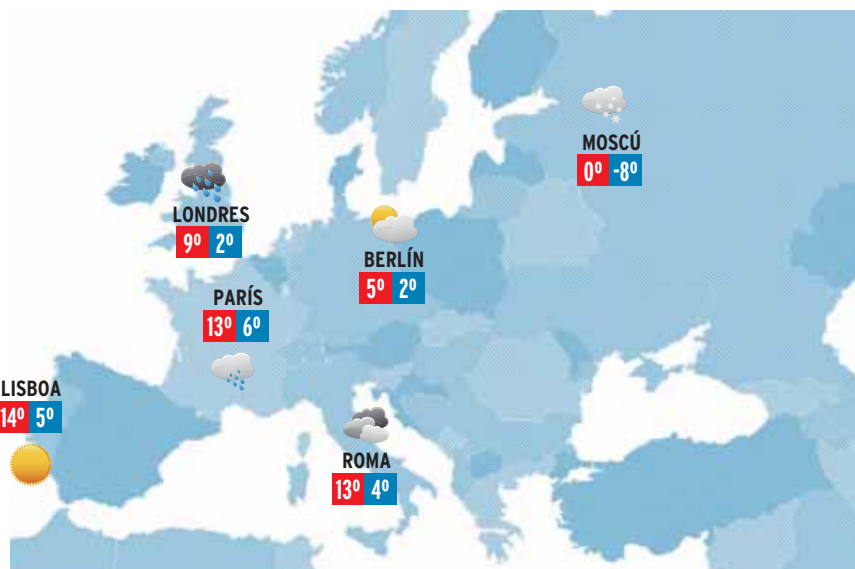 MOSCÚ
0º -8º
LONDRES
9º 2º
BERLÍN
5º 2º
PARÍS
13º 6º
LISBOA
14º 5º
ROMA
13º 4º